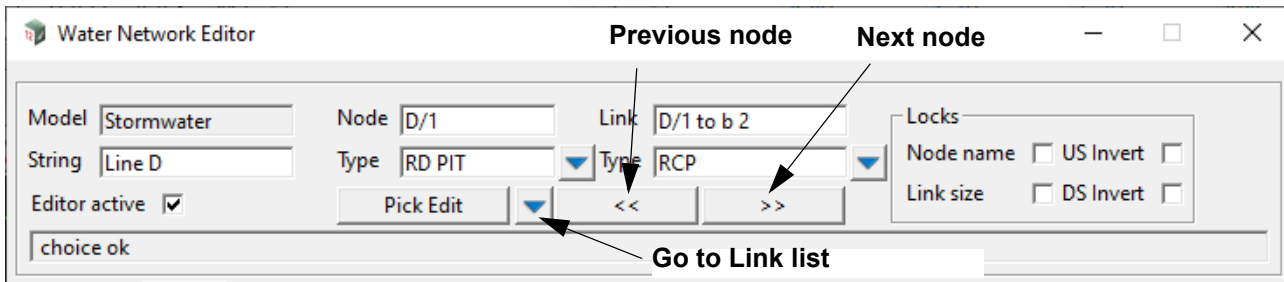 Water Network Editor Previous node Next node
Model Stormwater Node D/1 Link D/1 to b 2 Locks
String Line D Type RD PIT Type RCP Node name US Invert
Editor active Pick Edit << >> Link size DS Invert
choice ok
Go to Link list